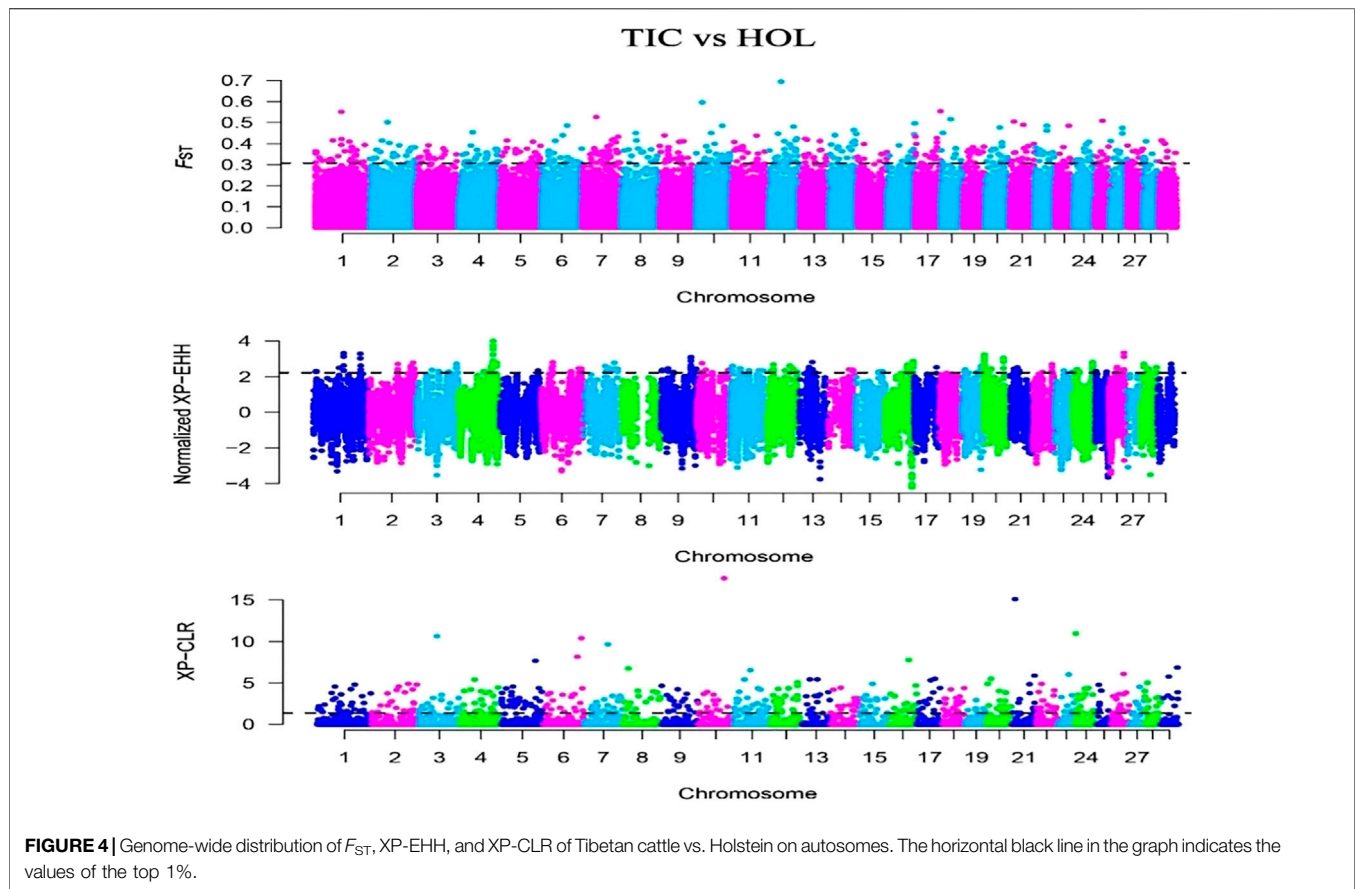 TIC vs HOL
FST
0.7
0.6
0.5
0.4
0.3
0.2
0.1
0.0
1 2 3 4 5 6 7 8 9 11 13 15 17 19 21 24 27
Chromosome
Normalized XP-EHH
4
2
0
−2
−4
1 2 3 4 5 6 7 8 9 11 13 15 17 19 21 24 27
Chromosome
XP-CLR
15
10
5
0
1 2 3 4 5 6 7 8 9 11 13 15 17 19 21 24 27
Chromosome
FIGURE 4 | Genome-wide distribution of FST, XP-EHH, and XP-CLR of Tibetan cattle vs. Holstein on autosomes. The horizontal black line in the graph indicates the
values of the top 1%.